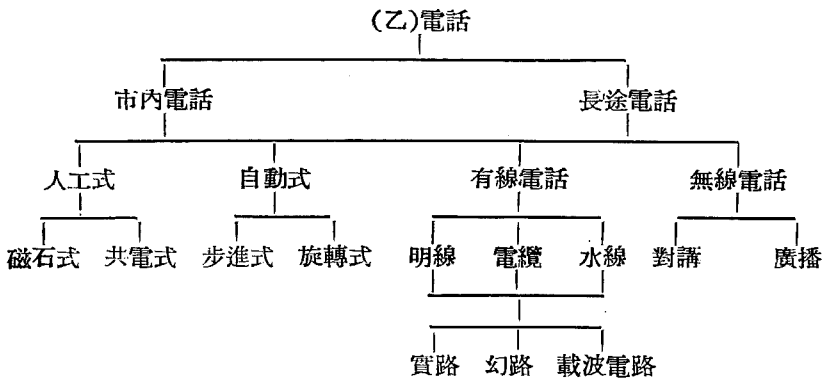 (乙)電話
市內電話 長途電話
人工式 自動式 有線電話 無線電話
磁石式 共電式 步進式 旋轉式 明線 電纜 水線 對講 廣播
實路 幻路 載波電路